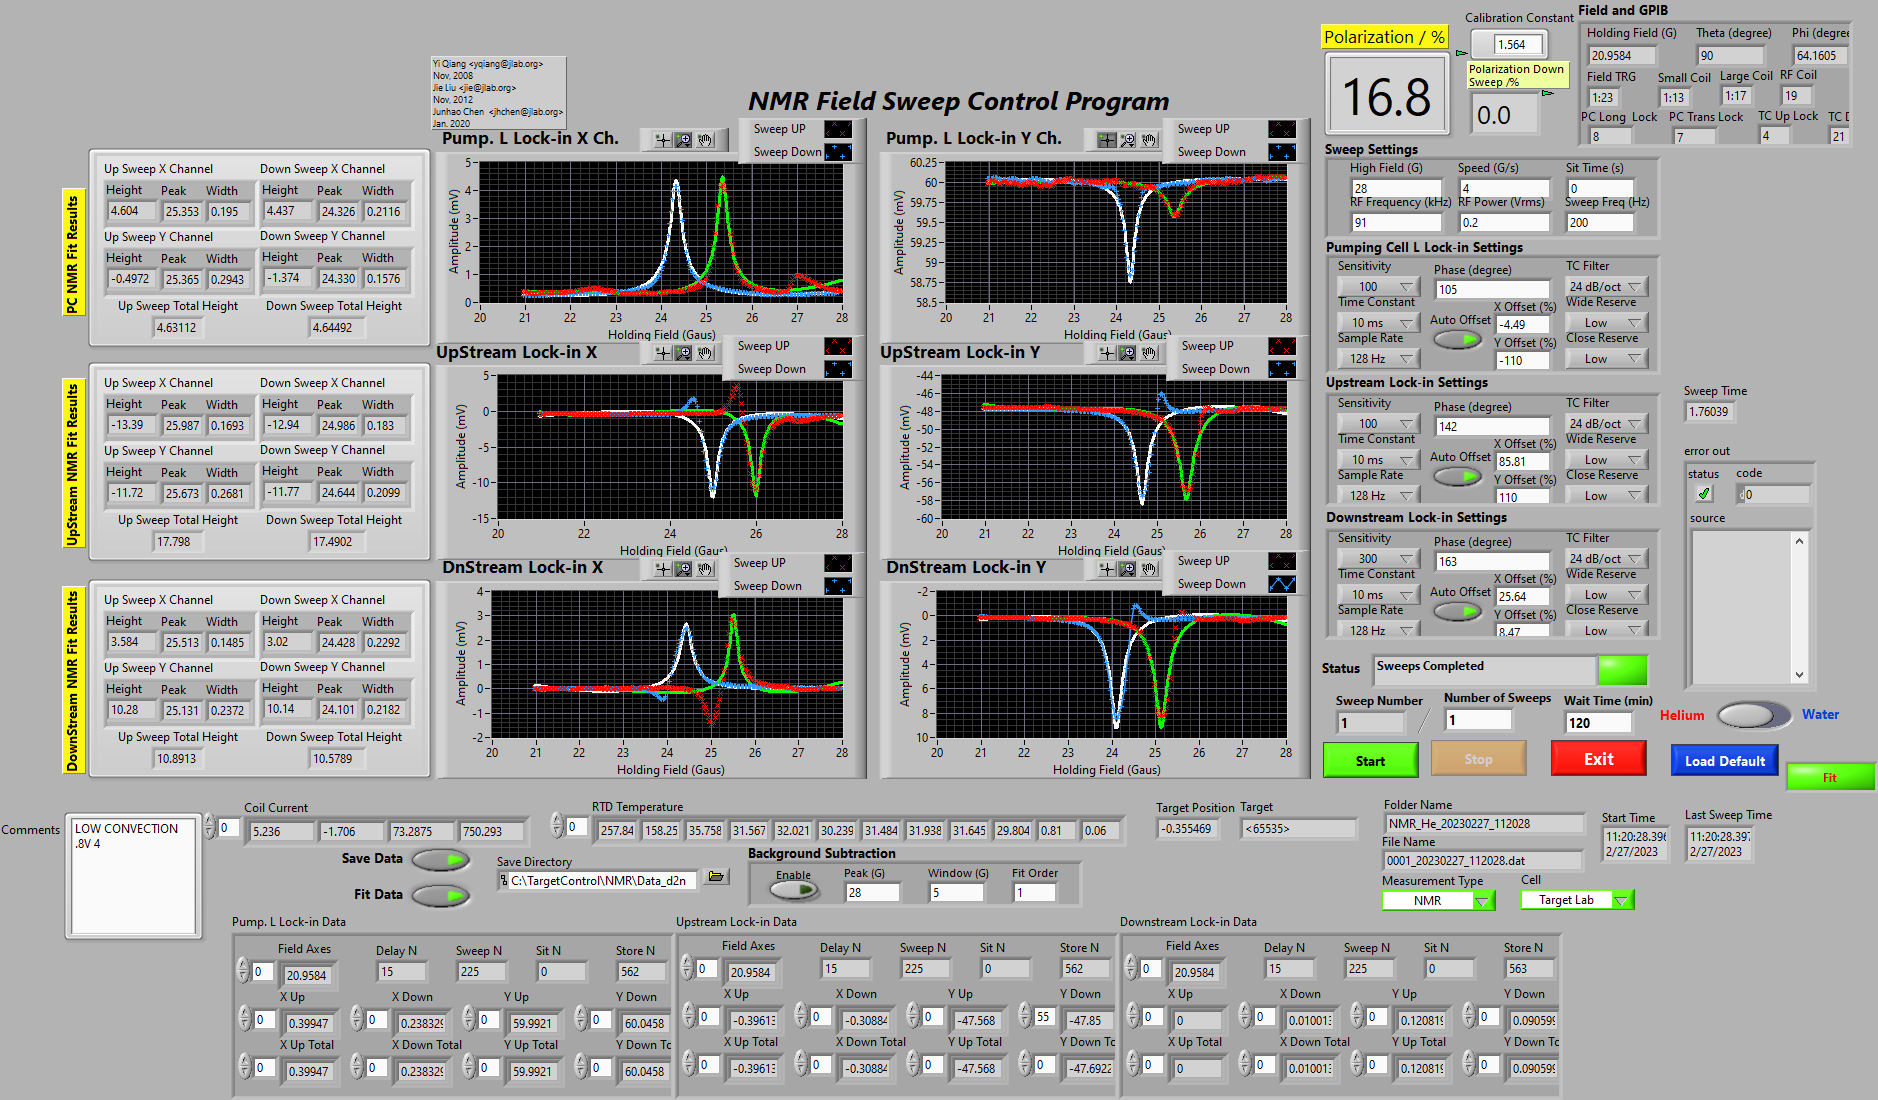 Yi Qiang <yqiang@jlab.org>
Nov, 2008
Jie Liu <jie@jlab.org>
Nov, 2012
Junhao Chen <jhchen@jlab.org>
Jan. 2020
NMR Field Sweep Control Program
Polarization / %
16.8
Calibration Constant
1.564
Polarization Down
Sweep /%
0.0
Field and GPIB
Holding Field (G) Theta (degree) Phi (degree
20.9584 90 64.1605
Field TRG Small Coil Large Coil RF Coil
1:23 1:13 1:17 19
PC Long Lock PC Trans Lock TC Up Lock TC D
8 7 4 21
PC NMR Fit Results
Up Sweep X Channel Down Sweep X Channel
Height Peak Width Height Peak Width
4.604 25.353 0.195 4.437 24.326 0.2116
Up Sweep Y Channel Down Sweep Y Channel
Height Peak Width Height Peak Width
-0.4972 25.365 0.2943 -1.374 24.330 0.1576
Up Sweep Total Height Down Sweep Total Height
4.63112 4.64492
UpStream NMR Fit Results
Up Sweep X Channel Down Sweep X Channel
Height Peak Width Height Peak Width
-13.39 25.987 0.1693 -12.94 24.986 0.183
Up Sweep Y Channel Down Sweep Y Channel
Height Peak Width Height Peak Width
-11.72 25.673 0.2681 -11.77 24.644 0.2099
Up Sweep Total Height Down Sweep Total Height
17.798 17.4902
DownStream NMR Fit Results
Up Sweep X Channel Down Sweep X Channel
Height Peak Width Height Peak Width
3.584 25.513 0.1485 3.02 24.428 0.2292
Up Sweep Y Channel Down Sweep Y Channel
Height Peak Width Height Peak Width
10.28 25.131 0.2372 10.14 24.101 0.2182
Up Sweep Total Height Down Sweep Total Height
10.8913 10.5789
Pump. L Lock-in X Ch.
Sweep UP
Sweep Down
Amplitude (mV)
5
4
3
2
1
0
20 21 22 23 24 25 26 27 28
Holding Field (Gaus)
Pump. L Lock-in Y Ch.
Sweep UP
Sweep Down
Amplitude (mV)
60.25
60
59.75
59.5
59.25
59
58.75
58.5
20 21 22 23 24 25 26 27 28
Holding Field (Gaus)
UpStream Lock-in X
Sweep UP
Sweep Down
Amplitude (mV)
5
0
-5
-10
-15
20 22 24 26 28
Holding Field (Gaus)
UpStream Lock-in Y
Sweep UP
Sweep Down
Amplitude (mV)
-44
-46
-48
-50
-52
-54
-56
-58
-60
20 21 22 23 24 25 26 27 28
Holding Field (Gaus)
DnStream Lock-in X
Sweep UP
Sweep Down
Amplitude (mV)
4
3
2
1
0
-1
-2
20 21 22 23 24 25 26 27 28
Holding Field (Gaus)
DnStream Lock-in Y
Sweep UP
Sweep Down
Amplitude (mV)
-2
0
2
4
6
8
10
20 21 22 23 24 25 26 27 28
Holding Field (Gaus)
Sweep Settings
High Field (G) Speed (G/s) Sit Time (s)
28 4 0
RF Frequency (kHz) RF Power (Vrms) Sweep Freq (Hz)
91 0.2 200
Pumping Cell L Lock-in Settings
Sensitivity Phase (degree) TC Filter
100 105 24 dB/oct
Time Constant X Offset (%) Wide Reserve
10 ms Auto Offset -4.49 Low
Sample Rate Y Offset (%) Close Reserve
128 Hz -110 Low
Upstream Lock-in Settings
Sensitivity Phase (degree) TC Filter
100 142 24 dB/oct
Time Constant X Offset (%) Wide Reserve
10 ms Auto Offset 85.81 Low
Sample Rate Y Offset (%) Close Reserve
128 Hz 110 Low
Downstream Lock-in Settings
Sensitivity Phase (degree) TC Filter
300 163 24 dB/oct
Time Constant X Offset (%) Wide Reserve
10 ms Auto Offset 25.64 Low
Sample Rate Y Offset (%) Close Reserve
128 Hz 8.47 Low
Sweep Time
1.76039
error out
status code
0
source
Status Sweeps Completed
Sweep Number Number of Sweeps Wait Time (min)
1 / 1 120
Helium Water
Start Stop Exit Load Default Fit
Comments
LOW CONVECTION
.8V 4
Coil Current
0 5.236 -1.706 73.2875 750.293
RTD Temperature
0 257.84 158.25 35.758 31.567 32.021 30.239 31.484 31.938 31.645 29.804 0.81 0.06
Target Position Target
-0.355469 <65535>
Save Data
Fit Data
Save Directory
C:\TargetControl\NMR\Data_d2n
Background Subtraction
Enable Peak (G) Window (G) Fit Order
28 5 1
Folder Name
NMR_He_20230227_112028
File Name
0001_20230227_112028.dat
Measurement Type Cell
NMR Target Lab
Start Time Last Sweep Time
11:20:28.396 11:20:28.397
2/27/2023 2/27/2023
Pump. L Lock-in Data
Field Axes Delay N Sweep N Sit N Store N
0 20.9584 15 225 0 562
X Up X Down Y Up Y Down
0 0.39947 0 0.238329 0 59.9921 0 60.0458
X Up Total X Down Total Y Up Total Y Down To
0 0.39947 0 0.238329 0 59.9921 0 60.0458
Upstream Lock-in Data
Field Axes Delay N Sweep N Sit N Store N
0 20.9584 15 225 0 562
X Up X Down Y Up Y Down
0 -0.39613 0 -0.30884 0 -47.568 55 -47.85
X Up Total X Down Total Y Up Total Y Down To
0 -0.39613 0 -0.30884 0 -47.568 0 -47.6922
Downstream Lock-in Data
Field Axes Delay N Sweep N Sit N Store N
0 20.9584 15 225 0 563
X Up X Down Y Up Y Down
0 0 0 0.010013 0 0.120819 0 0.090599
X Up Total X Down Total Y Up Total Y Down To
0 0 0 0.010013 0 0.120819 0 0.090599